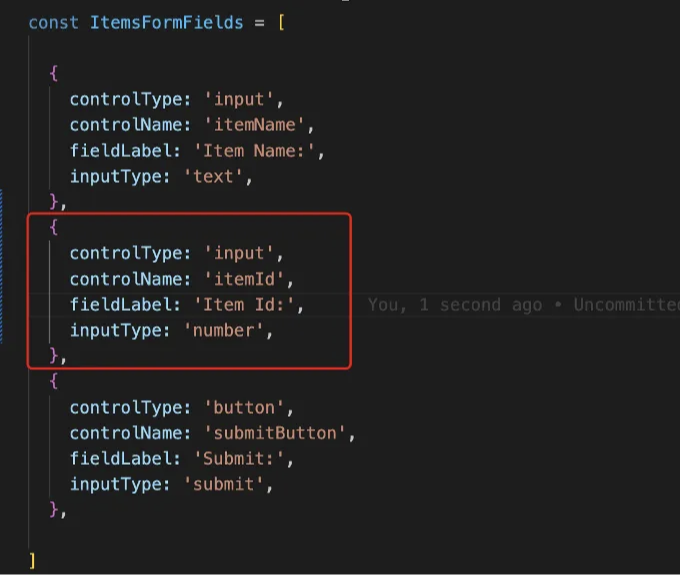 const ItemsFormFields = [
{
controlType: 'input',
controlName: 'itemName',
fieldLabel: 'Item Name:',
inputType: 'text',
},
{
controlType: 'input',
controlName: 'itemId',
fieldLabel: 'Item Id:', You, 1 second ago • Uncommitted
inputType: 'number',
},
{
controlType: 'button',
controlName: 'submitButton',
fieldLabel: 'Submit:',
inputType: 'submit',
},
]